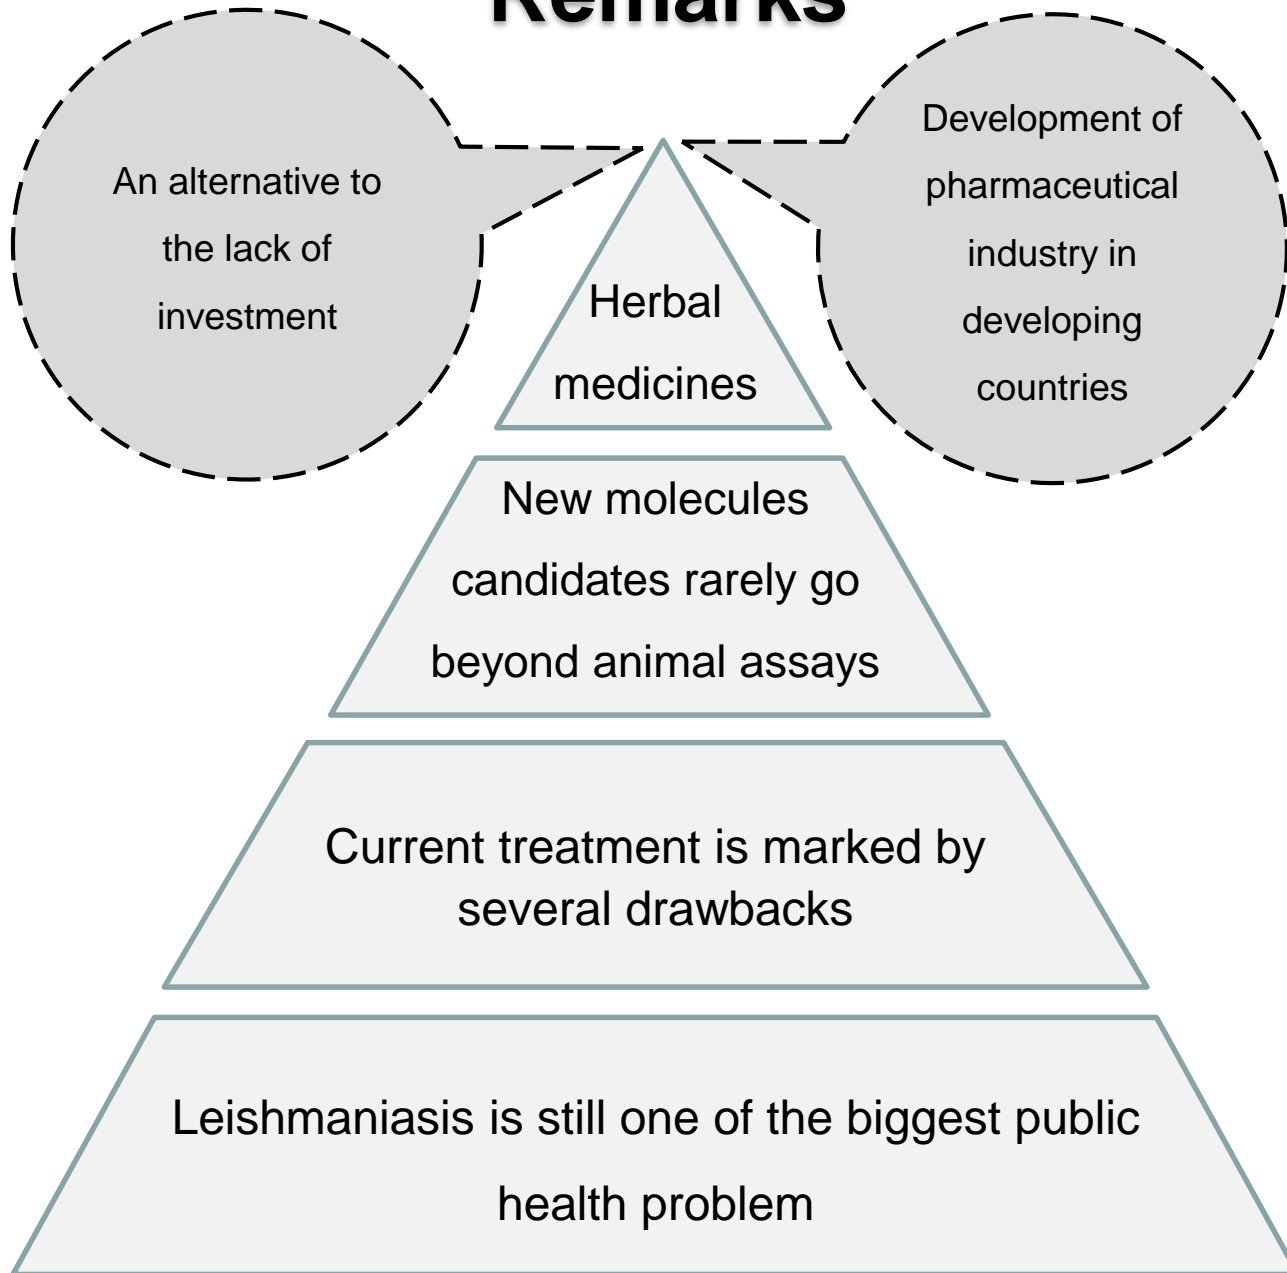 Remarks
An alternative to
the lack of
investment
Development of
pharmaceutical
industry in
developing
countries
Herbal
medicines
New molecules
candidates rarely go
beyond animal assays
Current treatment is marked by
several drawbacks
Leishmaniasis is still one of the biggest public
health problem